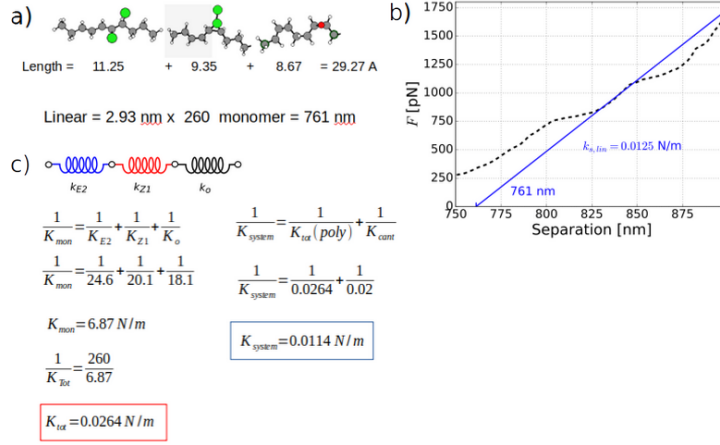 a)
Length = 11.25 + 9.35 + 8.67 = 29.27 A
Linear = 2.93 nm x 260 monomer = 761 nm
b)
1750
1500
1250
1000
750
500
250
0
F [pN]
k_{s, lin} = 0.0125 N/m
761 nm
750 775 800 825 850 875
Separation [nm]
c)
k_{E2} k_{Z1} k_o
1/K_{mon} = 1/K_{E2} + 1/K_{Z1} + 1/K_o
1/K_{mon} = 1/24.6 + 1/20.1 + 1/18.1
K_{mon} = 6.87 N/m
1/K_{Tot} = 260/6.87
K_{tot} = 0.0264 N/m
1/K_{system} = 1/K_{tot}(poly) + 1/K_{cant}
1/K_{system} = 1/0.0264 + 1/0.02
K_{system} = 0.0114 N/m